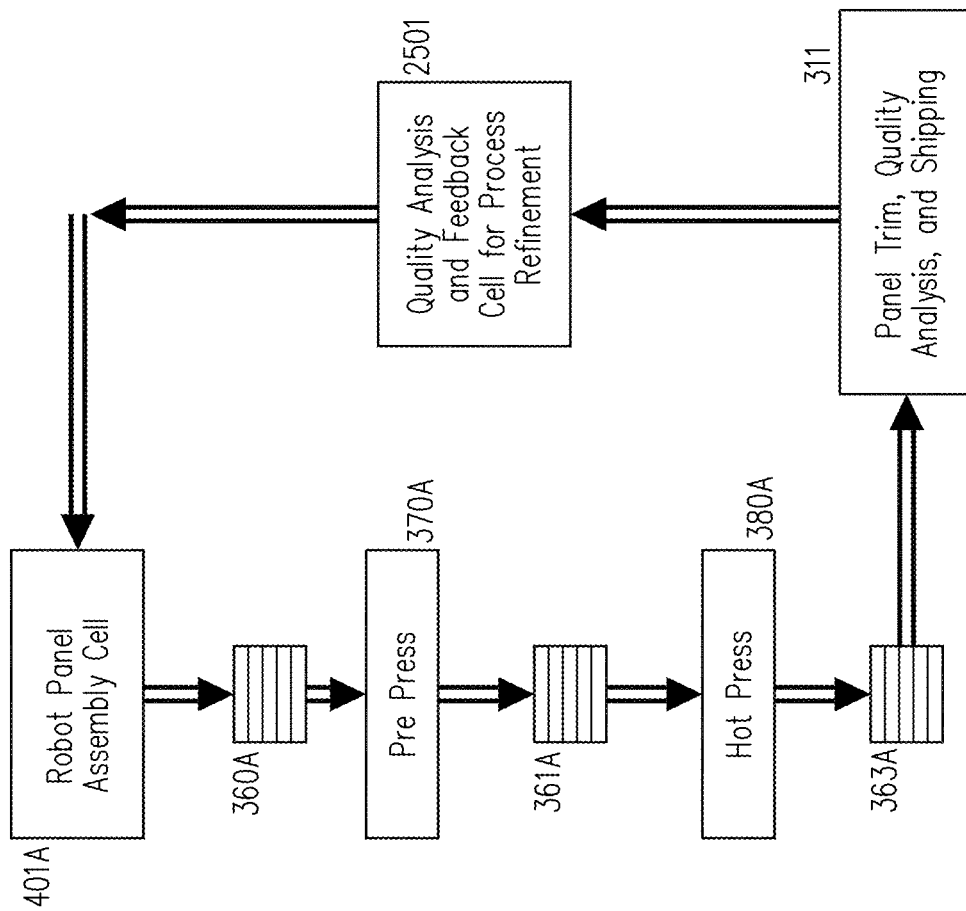 401A
Robot Panel
Assembly Cell
360A
Pre Press
370A
361A
Hot Press
380A
363A
2501
Quality Analysis
and Feedback
Cell for Process
Refinement
311
Panel Trim, Quality
Analysis, and Shipping